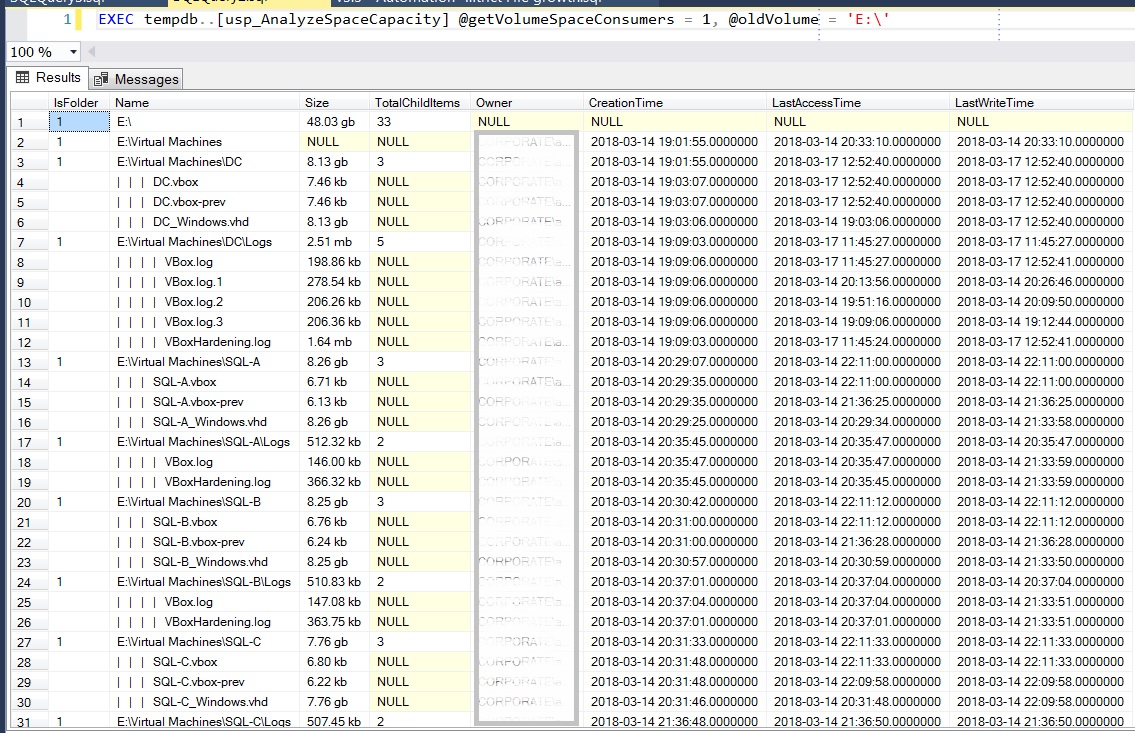 1 EXEC tempdb..[usp_AnalyzeSpaceCapacity] @getVolumeSpaceConsumers = 1, @oldVolume = 'E:\'
100 %
Results Messages
IsFolder Name Size TotalChildItems Owner CreationTime LastAccessTime LastWriteTime
1 1 E:\ 48.03 gb 33 NULL NULL NULL NULL
2 1 E:\Virtual Machines NULL NULL CORPORATE\a... 2018-03-14 19:01:55.0000000 2018-03-14 20:33:10.0000000 2018-03-14 20:33:10.0000000
3 1 E:\Virtual Machines\DC 8.13 gb 3 CORPORATE\a... 2018-03-14 19:01:55.0000000 2018-03-17 12:52:40.0000000 2018-03-17 12:52:40.0000000
4 | | | DC.vbox 7.46 kb NULL CORPORATE\a... 2018-03-14 19:03:07.0000000 2018-03-17 12:52:40.0000000 2018-03-17 12:52:40.0000000
5 | | | DC.vbox-prev 7.46 kb NULL CORPORATE\a... 2018-03-14 19:03:07.0000000 2018-03-17 12:52:40.0000000 2018-03-17 12:52:40.0000000
6 | | | DC_Windows.vhd 8.13 gb NULL CORPORATE\a... 2018-03-14 19:03:06.0000000 2018-03-14 19:03:06.0000000 2018-03-17 12:52:40.0000000
7 1 E:\Virtual Machines\DC\Logs 2.51 mb 5 2018-03-14 19:09:03.0000000 2018-03-17 11:45:27.0000000 2018-03-17 11:45:27.0000000
8 | | | | VBox.log 198.86 kb NULL CORPORATE\a... 2018-03-14 19:09:06.0000000 2018-03-17 11:45:27.0000000 2018-03-17 12:52:41.0000000
9 | | | | VBox.log.1 278.54 kb NULL CORPORATE\a... 2018-03-14 19:09:06.0000000 2018-03-14 20:13:56.0000000 2018-03-14 20:26:46.0000000
10 | | | | VBox.log.2 206.26 kb NULL CORPORATE\a... 2018-03-14 19:09:06.0000000 2018-03-14 19:51:16.0000000 2018-03-14 20:09:50.0000000
11 | | | | VBox.log.3 206.36 kb NULL CORPORATE\a... 2018-03-14 19:09:06.0000000 2018-03-14 19:09:06.0000000 2018-03-14 19:12:44.0000000
12 | | | | VBoxHardening.log 1.64 mb NULL CORPORATE\a... 2018-03-14 19:09:03.0000000 2018-03-17 11:45:24.0000000 2018-03-17 12:52:41.0000000
13 1 E:\Virtual Machines\SQL-A 8.26 gb 3 CORPORATE\a... 2018-03-14 20:29:07.0000000 2018-03-14 22:11:00.0000000 2018-03-14 22:11:00.0000000
14 | | | SQL-A.vbox 6.71 kb NULL CORPORATE\a... 2018-03-14 20:29:35.0000000 2018-03-14 22:11:00.0000000 2018-03-14 22:11:00.0000000
15 | | | SQL-A.vbox-prev 6.13 kb NULL CORPORATE\a... 2018-03-14 20:29:35.0000000 2018-03-14 21:36:25.0000000 2018-03-14 21:36:25.0000000
16 | | | SQL-A_Windows.vhd 8.26 gb NULL CORPORATE\a... 2018-03-14 20:29:25.0000000 2018-03-14 20:29:34.0000000 2018-03-14 21:33:58.0000000
17 1 E:\Virtual Machines\SQL-A\Logs 512.32 kb 2 2018-03-14 20:35:45.0000000 2018-03-14 20:35:47.0000000 2018-03-14 20:35:47.0000000
18 | | | | VBox.log 146.00 kb NULL CORPORATE\a... 2018-03-14 20:35:47.0000000 2018-03-14 20:35:47.0000000 2018-03-14 21:33:59.0000000
19 | | | | VBoxHardening.log 366.32 kb NULL CORPORATE\a... 2018-03-14 20:35:45.0000000 2018-03-14 20:35:45.0000000 2018-03-14 21:33:59.0000000
20 1 E:\Virtual Machines\SQL-B 8.25 gb 3 CORPORATE\a... 2018-03-14 20:30:42.0000000 2018-03-14 22:11:12.0000000 2018-03-14 22:11:12.0000000
21 | | | SQL-B.vbox 6.76 kb NULL CORPORATE\a... 2018-03-14 20:31:00.0000000 2018-03-14 22:11:12.0000000 2018-03-14 22:11:12.0000000
22 | | | SQL-B.vbox-prev 6.24 kb NULL CORPORATE\a... 2018-03-14 20:31:00.0000000 2018-03-14 21:36:28.0000000 2018-03-14 21:36:28.0000000
23 | | | SQL-B_Windows.vhd 8.25 gb NULL CORPORATE\a... 2018-03-14 20:30:57.0000000 2018-03-14 20:30:59.0000000 2018-03-14 21:33:50.0000000
24 1 E:\Virtual Machines\SQL-B\Logs 510.83 kb 2 CORPORATE\a... 2018-03-14 20:37:01.0000000 2018-03-14 20:37:04.0000000 2018-03-14 20:37:04.0000000
25 | | | | VBox.log 147.08 kb NULL CORPORATE\a... 2018-03-14 20:37:04.0000000 2018-03-14 20:37:04.0000000 2018-03-14 21:33:51.0000000
26 | | | | VBoxHardening.log 363.75 kb NULL CORPORATE\a... 2018-03-14 20:37:01.0000000 2018-03-14 20:37:01.0000000 2018-03-14 21:33:51.0000000
27 1 E:\Virtual Machines\SQL-C 7.76 gb 3 CORPORATE\a... 2018-03-14 20:31:33.0000000 2018-03-14 22:11:33.0000000 2018-03-14 22:11:33.0000000
28 | | | SQL-C.vbox 6.80 kb NULL CORPORATE\a... 2018-03-14 20:31:48.0000000 2018-03-14 22:11:33.0000000 2018-03-14 22:11:33.0000000
29 | | | SQL-C.vbox-prev 6.22 kb NULL CORPORATE\a... 2018-03-14 20:31:48.0000000 2018-03-14 22:09:58.0000000 2018-03-14 22:09:58.0000000
30 | | | SQL-C_Windows.vhd 7.76 gb NULL CORPORATE\a... 2018-03-14 20:31:46.0000000 2018-03-14 20:31:48.0000000 2018-03-14 22:09:58.0000000
31 1 E:\Virtual Machines\SQL-C\Logs 507.45 kb 2 CORPORATE\a... 2018-03-14 21:36:48.0000000 2018-03-14 21:36:50.0000000 2018-03-14 21:36:50.0000000